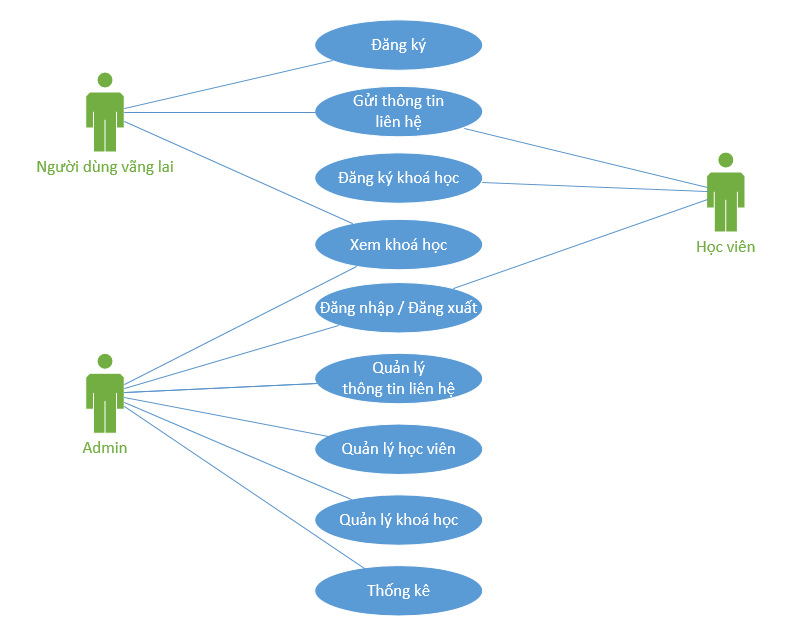 Đăng ký
Gửi thông tin
liên hệ
Người dùng vãng lai
Đăng ký khoá học
Học viên
Xem khoá học
Đăng nhập / Đăng xuất
Quản lý
thông tin liên hệ
Admin
Quản lý học viên
Quản lý khoá học
Thống kê